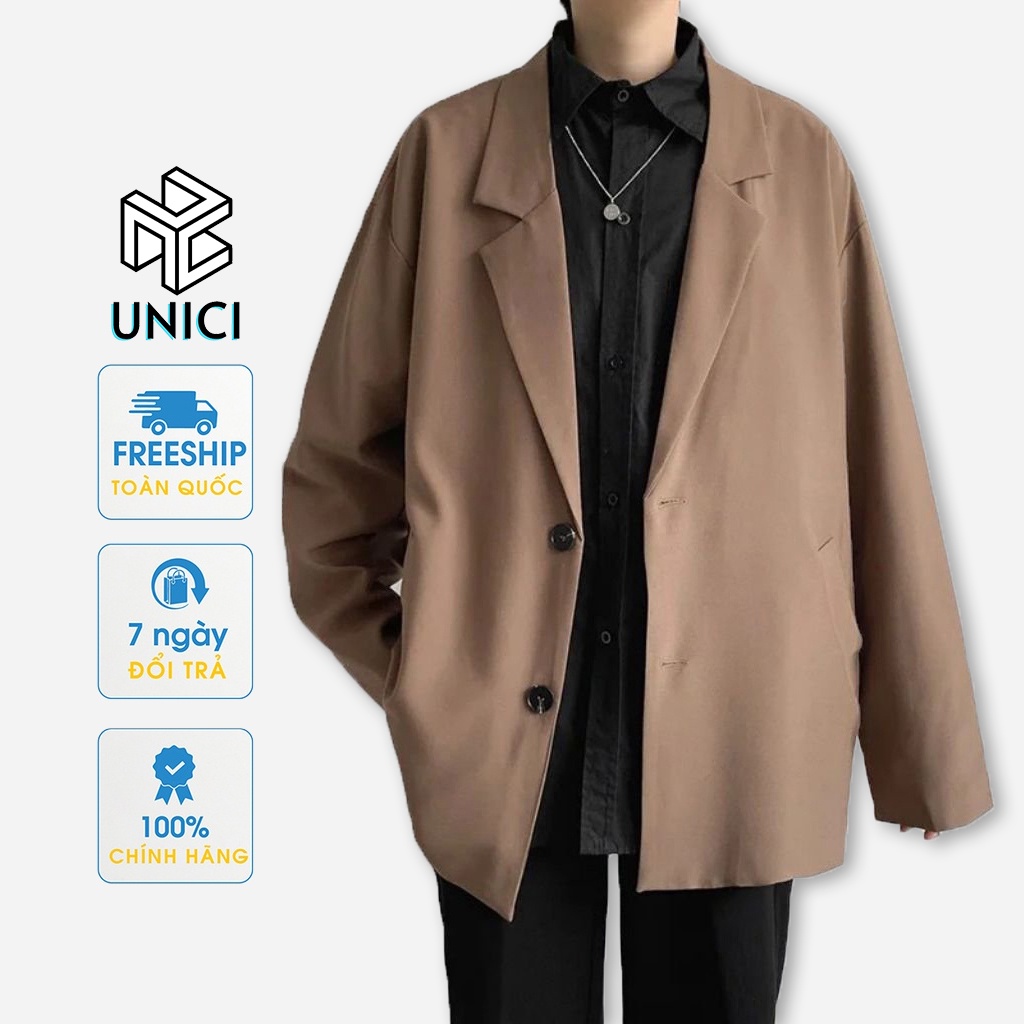 UNICI
FREESHIP
TOÀN QUỐC
7 ngày
ĐỔI TRẢ
100%
CHÍNH HÃNG